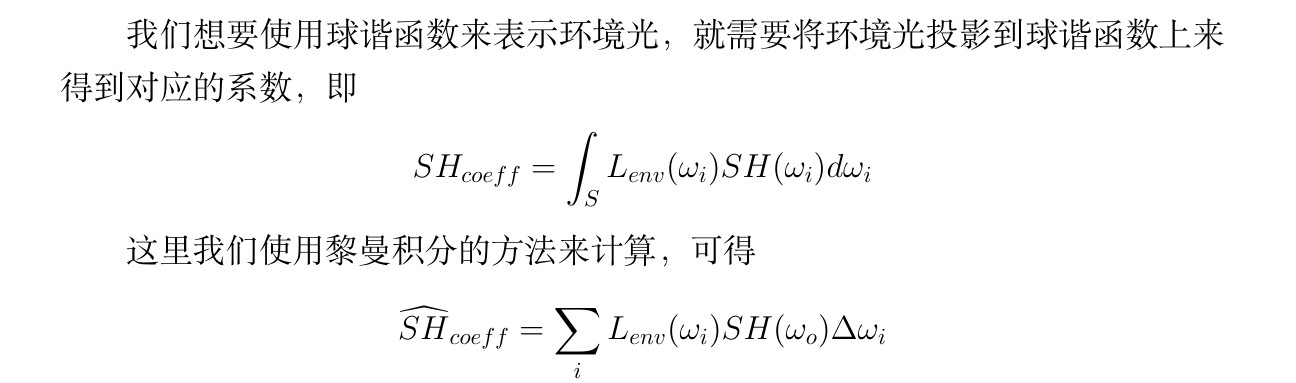 我们想要使用球谐函数来表示环境光，就需要将环境光投影到球谐函数上来
得到对应的系数，即
$SH_{coeff} = \int_S L_{env}(\omega_i)SH(\omega_i)d\omega_i$
这里我们使用黎曼积分的方法来计算，可得
$\widehat{SH}_{coeff} = \sum_i L_{env}(\omega_i)SH(\omega_o)\Delta\omega_i$